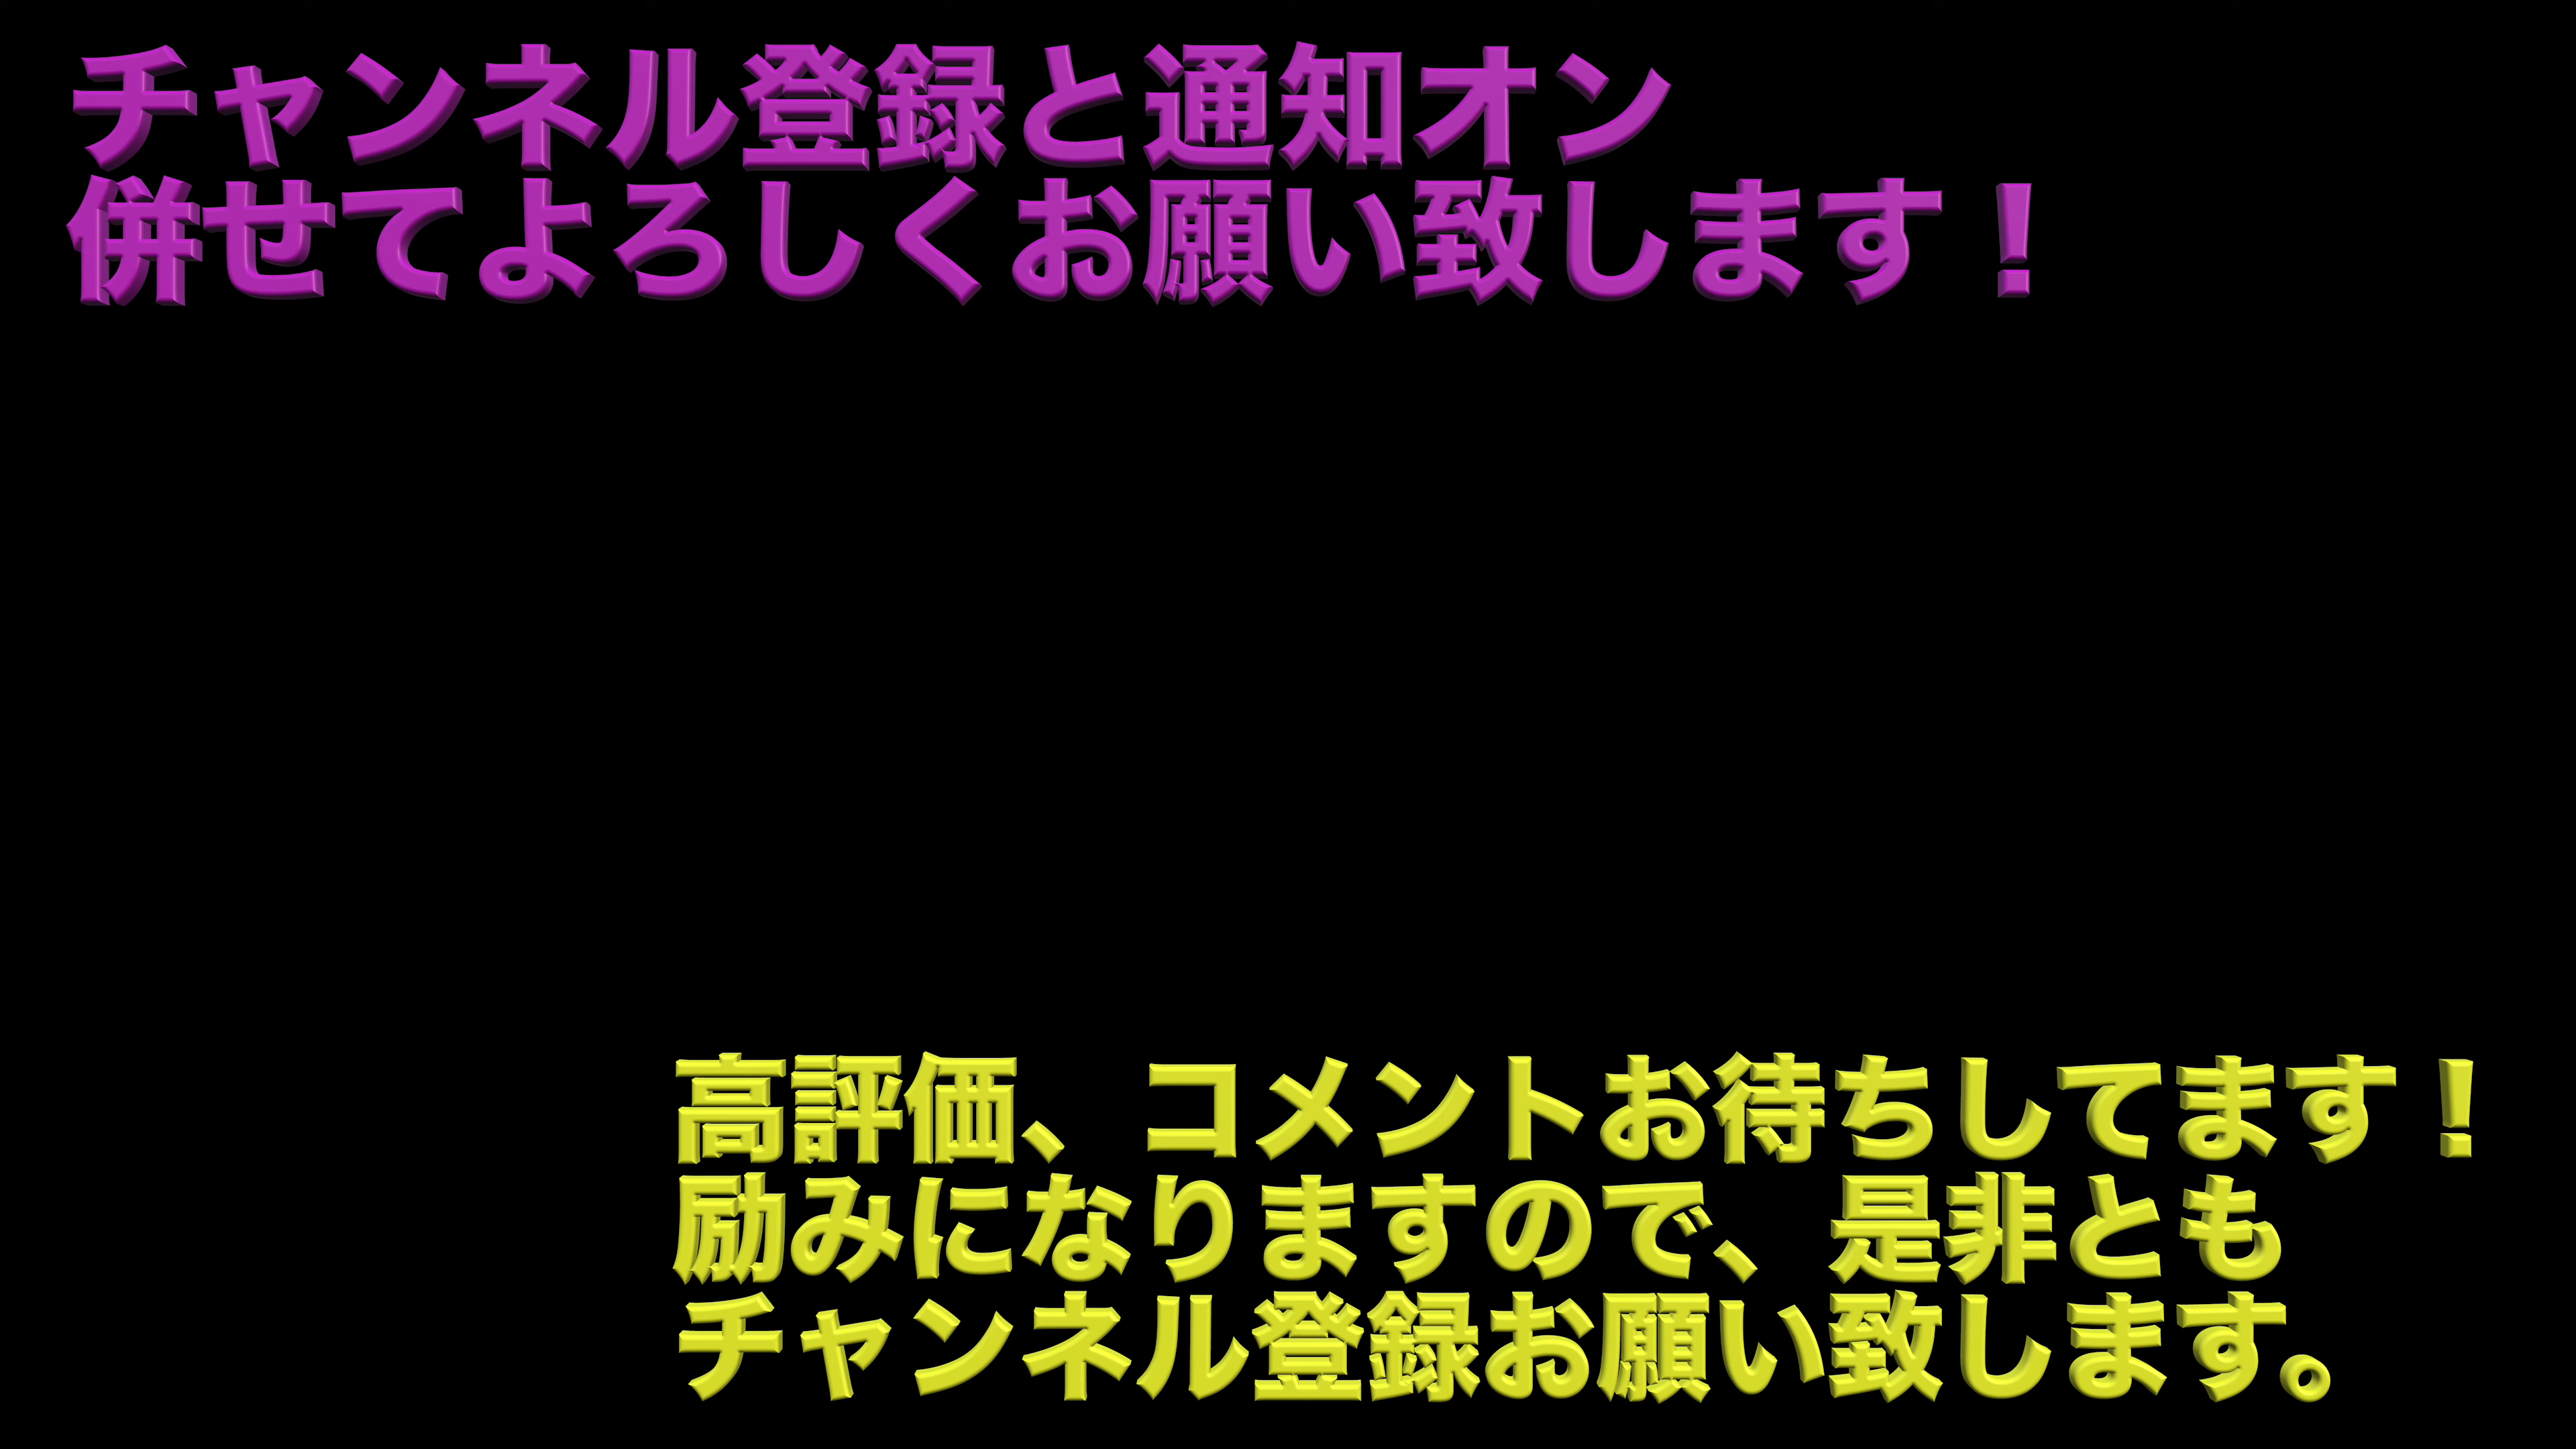 チャンネル登録と通知オン
併せてよろしくお願い致します！
高評価、コメントお待ちしてます！
励みになりますので、是非とも
チャンネル登録お願い致します。